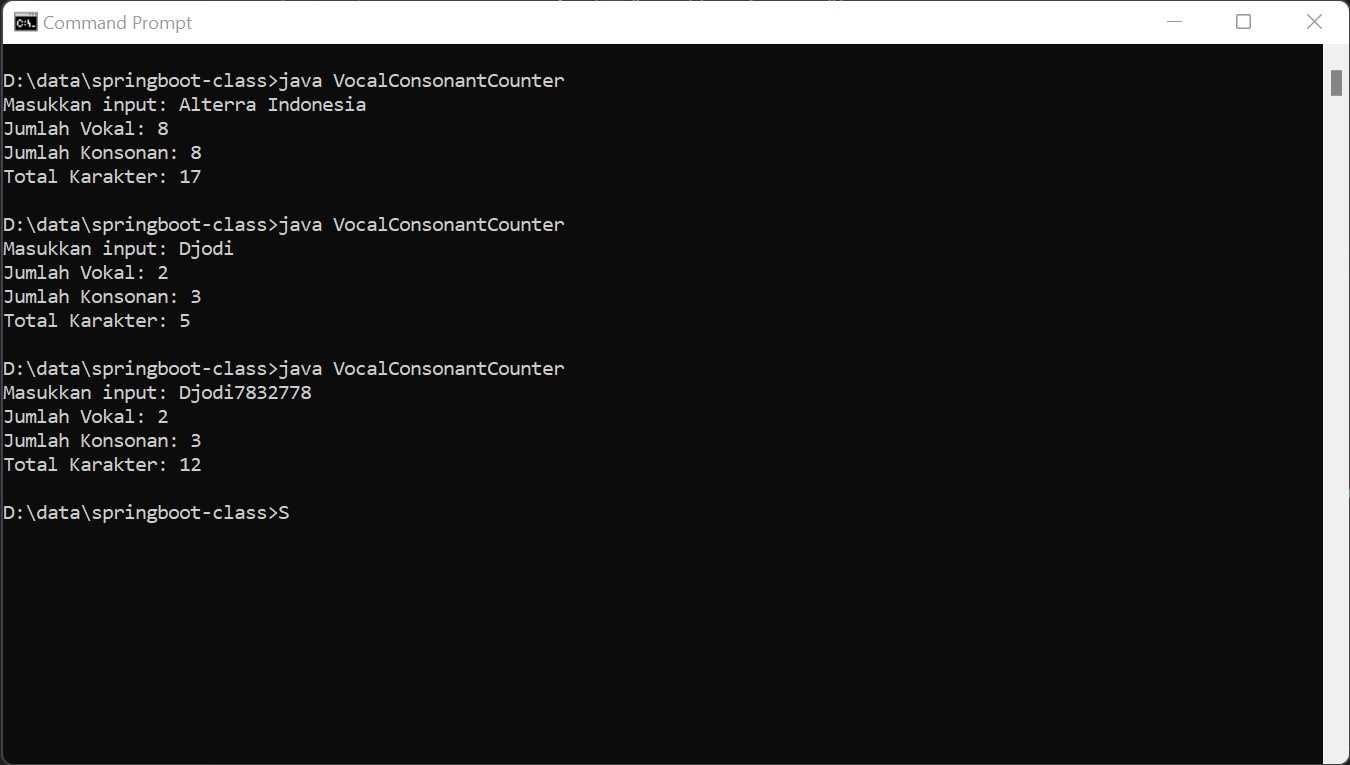 Command Prompt
D:\data\springboot-class>java VocalConsonantCounter
Masukkan input: Alterra Indonesia
Jumlah Vokal: 8
Jumlah Konsonan: 8
Total Karakter: 17
D:\data\springboot-class>java VocalConsonantCounter
Masukkan input: Djodi
Jumlah Vokal: 2
Jumlah Konsonan: 3
Total Karakter: 5
D:\data\springboot-class>java VocalConsonantCounter
Masukkan input: Djodi7832778
Jumlah Vokal: 2
Jumlah Konsonan: 3
Total Karakter: 12
D:\data\springboot-class>S